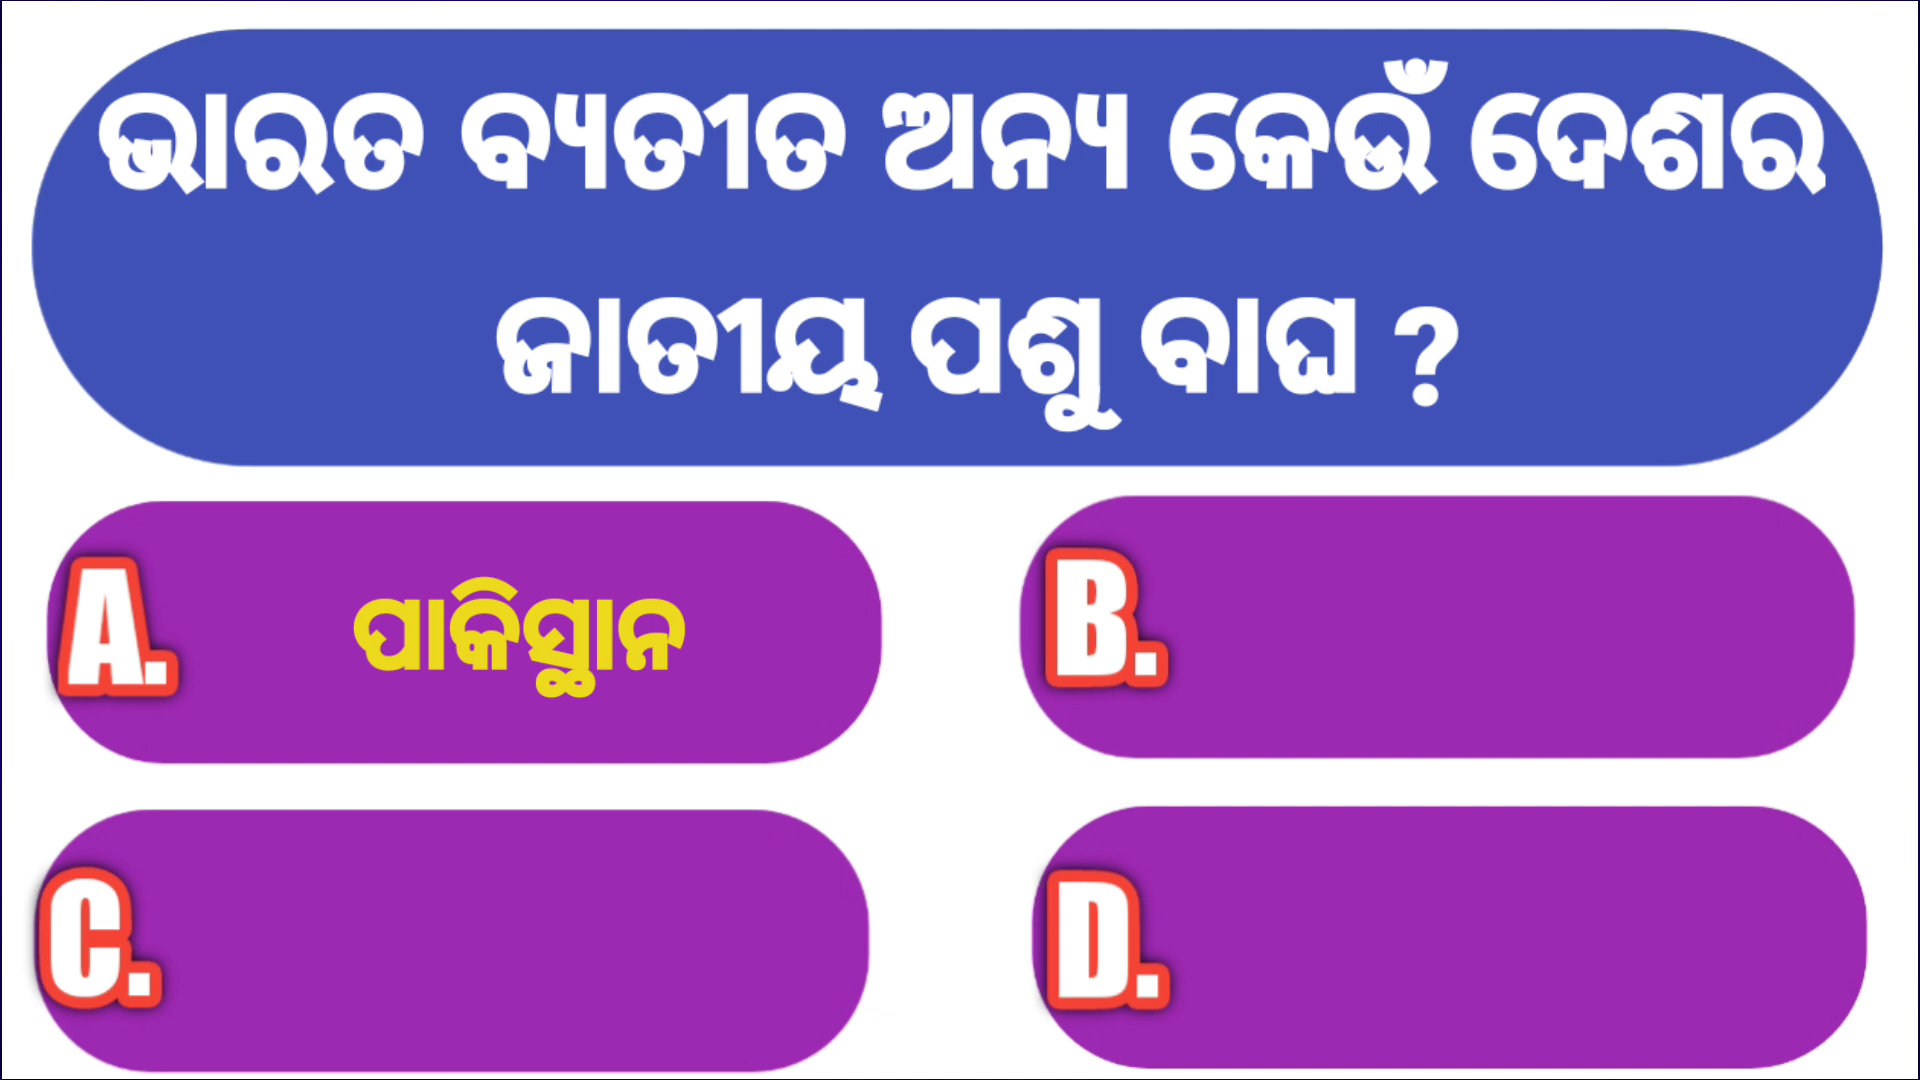 ଭାରତ ବ୍ୟତୀତ ଅନ୍ୟ କେଉଁ ଦେଶର
ଜାତୀୟ ପଶୁ ବାଘ ?
A. ପାକିସ୍ଥାନ
B.
C.
D.